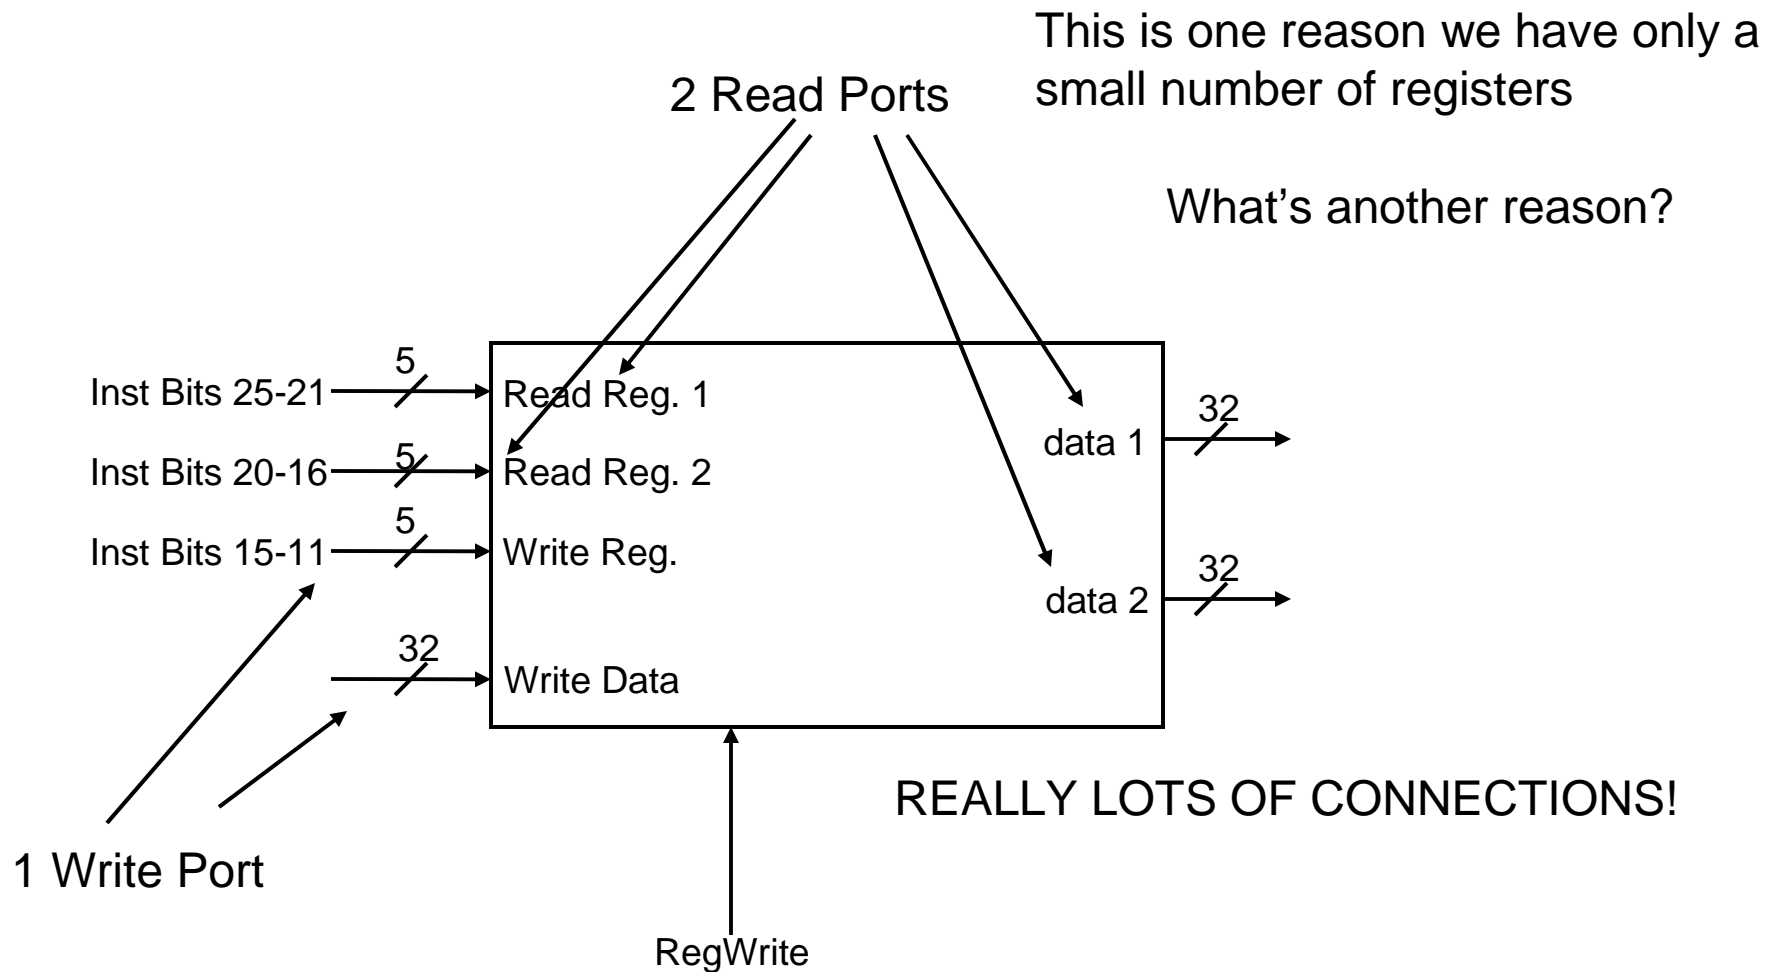 This is one reason we have only a
small number of registers
2 Read Ports
What's another reason?
5
Inst Bits 25-21
Read Reg. 1
32
data 1
5
Inst Bits 20-16
Read Reg. 2
5
Inst Bits 15-11
Write Reg.
32
data 2
32
Write Data
REALLY LOTS OF CONNECTIONS!
1 Write Port
RegWrite